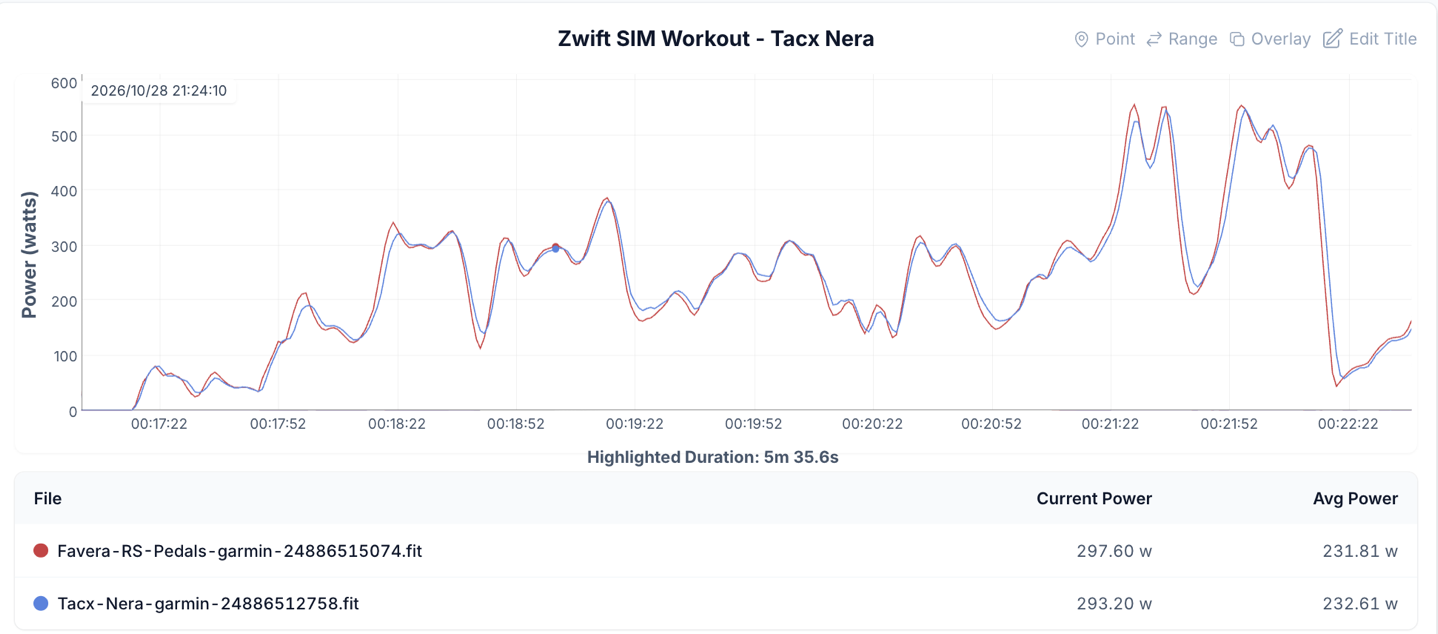 Zwift SIM Workout - Tacx Nera
Point Range Overlay Edit Title
2026/10/28 21:24:10
600
500
400
300
200
100
0
Power (watts)
00:17:22 00:17:52 00:18:22 00:18:52 00:19:22 00:19:52 00:20:22 00:20:52 00:21:22 00:21:52 00:22:22
Highlighted Duration: 5m 35.6s
File Current Power Avg Power
Favera-RS-Pedals-garmin-24886515074.fit 297.60 w 231.81 w
Tacx-Nera-garmin-24886512758.fit 293.20 w 232.61 w